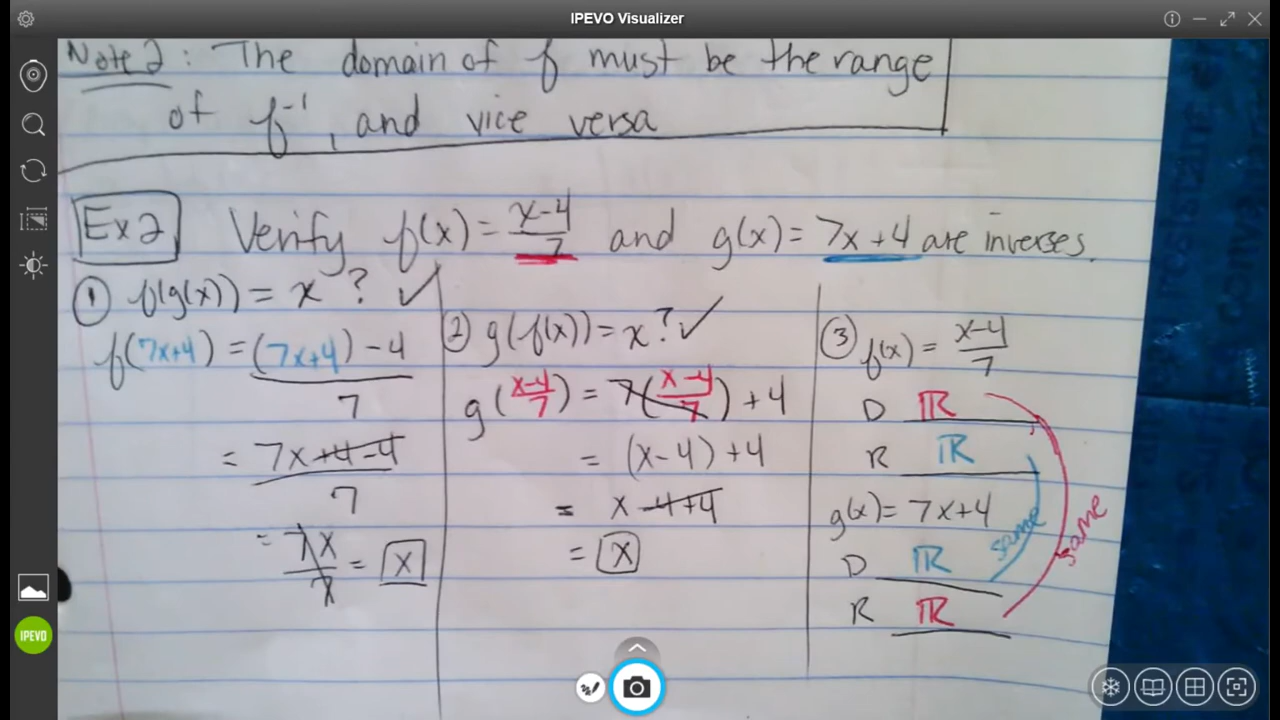 IPEVO Visualizer
Note 2: The domain of f must be the range
of f⁻¹, and vice versa
Ex 2 Verify f(x) = (x-4)/7 and g(x) = 7x+4 are inverses.
① f(g(x)) = x ? ✓
f(7x+4) = ((7x+4) - 4)/7
= (7x+4-4)/7
= 7x/7 = x
② g(f(x)) = x ? ✓
g((x-4)/7) = 7((x-4)/7) + 4
= (x-4)+4
= x-4+4
= x
③ f(x) = (x-4)/7
D ℝ
R ℝ
g(x) = 7x+4
D ℝ
R ℝ
same
same
IPEVO